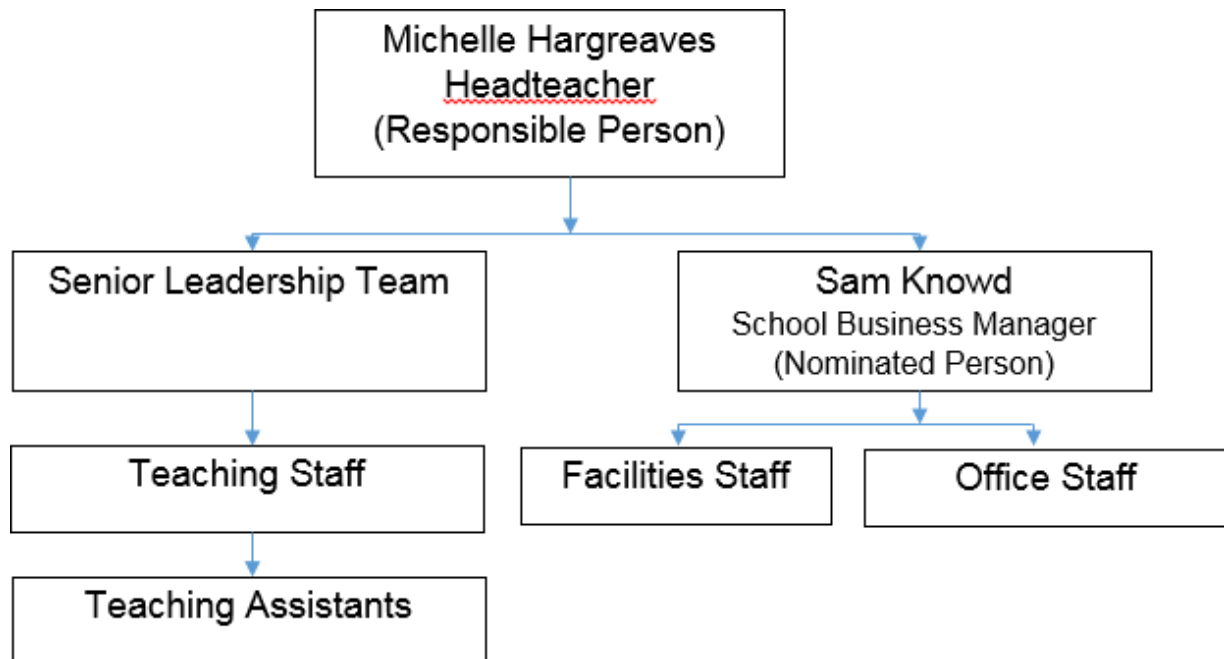 Michelle Hargreaves
Headteacher
(Responsible Person)
Senior Leadership Team
Sam Knowd
School Business Manager
(Nominated Person)
Teaching Staff
Facilities Staff
Office Staff
Teaching Assistants